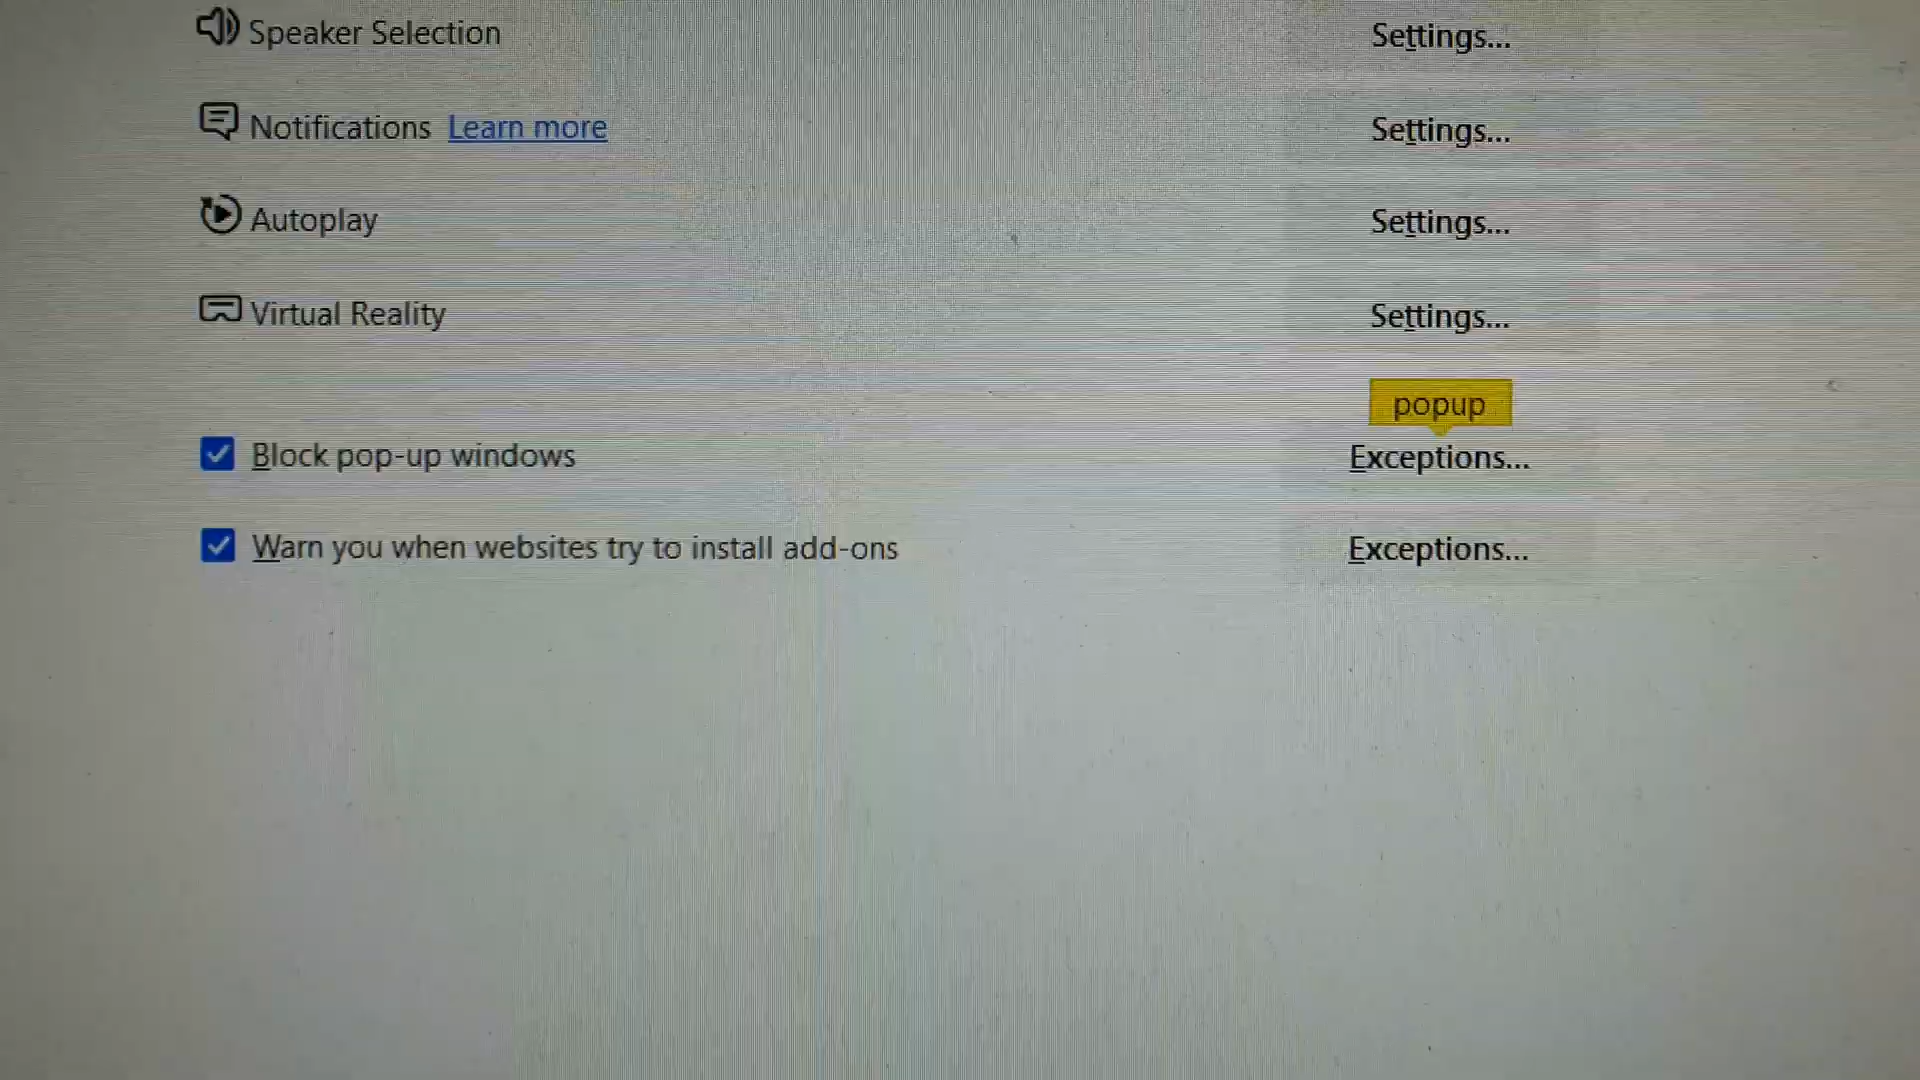 Speaker Selection Settings...
Notifications Learn more Settings...
Autoplay Settings...
Virtual Reality Settings...
popup
Block pop-up windows Exceptions...
Warn you when websites try to install add-ons Exceptions...